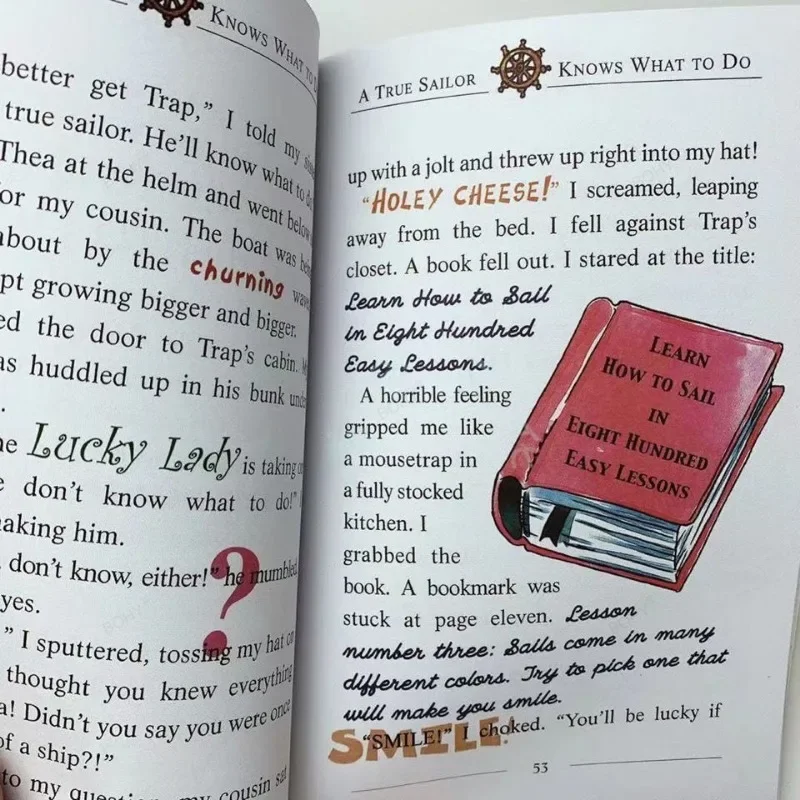 KNOWS WHAT TO
better get Trap,” I told my
true sailor. He’ll know what to
Thea at the helm and went below
for my cousin. The boat was
about by the churning
growing bigger and bigger.
the door to Trap’s cabin.
huddled up in his bunk
Lucky Lady is taking
don’t know what to do!”
him.
don’t know, either!” he mumbled
?
yes.
” I sputtered, tossing my hat
thought you knew everything
Didn’t you say you were once
of a ship?!”
to my cousin sat
A TRUE SAILOR KNOWS WHAT TO DO
up with a jolt and threw up right into my hat!
“HOLEY CHEESE!” I screamed, leaping
away from the bed. I fell against Trap’s
closet. A book fell out. I stared at the title:
Learn How to Sail
in Eight Hundred
Easy Lessons.
LEARN
HOW TO SAIL
IN
EIGHT HUNDRED
EASY LESSONS
A horrible feeling
gripped me like
a mousetrap in
a fully stocked
kitchen. I
grabbed the
book. A bookmark was
stuck at page eleven. Lesson
number three: Sails come in many
different colors. Try to pick one that
will make you smile.
“SMILE!” I choked. “You’ll be lucky if
SMILE!
53